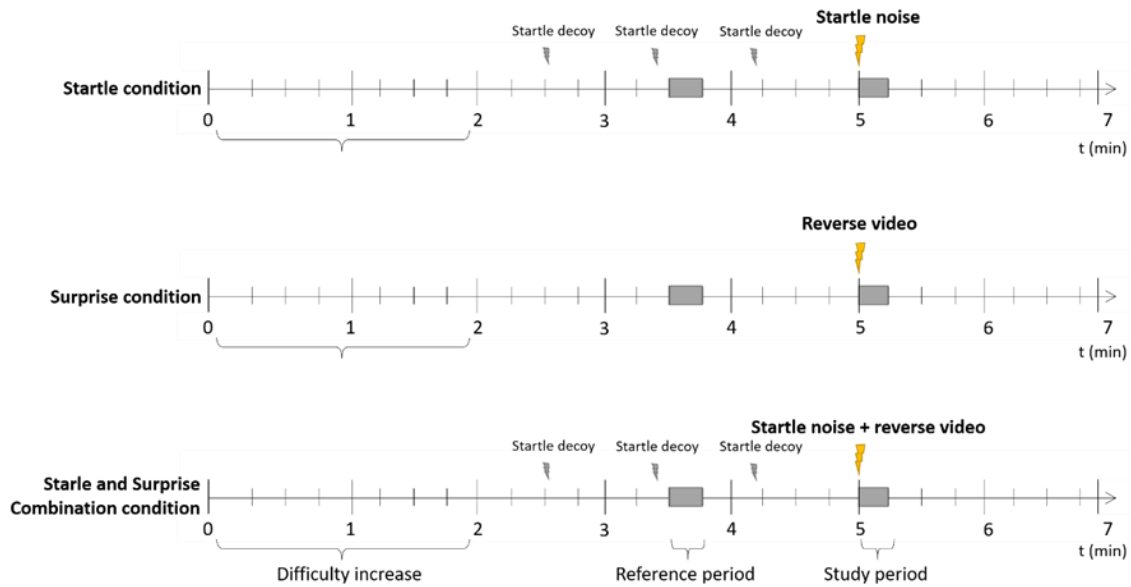 Startle noise
Startle decoy Startle decoy Startle decoy
Startle condition
0 1 2 3 4 5 6 7
t (min)
Reverse video
Surprise condition
0 1 2 3 4 5 6 7
t (min)
Startle noise + reverse video
Startle decoy Startle decoy Startle decoy
Starle and Surprise
Combination condition
0 1 2 3 4 5 6 7
t (min)
Difficulty increase Reference period Study period